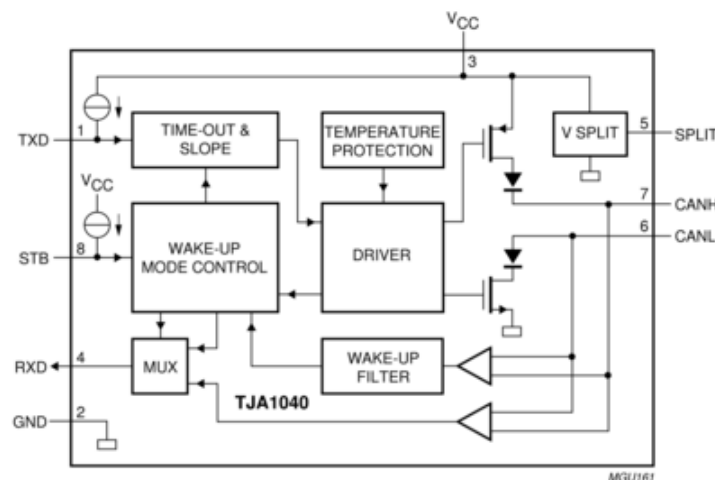 VCC
3
TXD
1
TIME-OUT &
SLOPE
TEMPERATURE
PROTECTION
V SPLIT
5
SPLIT
VCC
STB
8
WAKE-UP
MODE CONTROL
DRIVER
7
CANH
6
CANL
RXD
4
MUX
WAKE-UP
FILTER
TJA1040
GND
2
MGU161